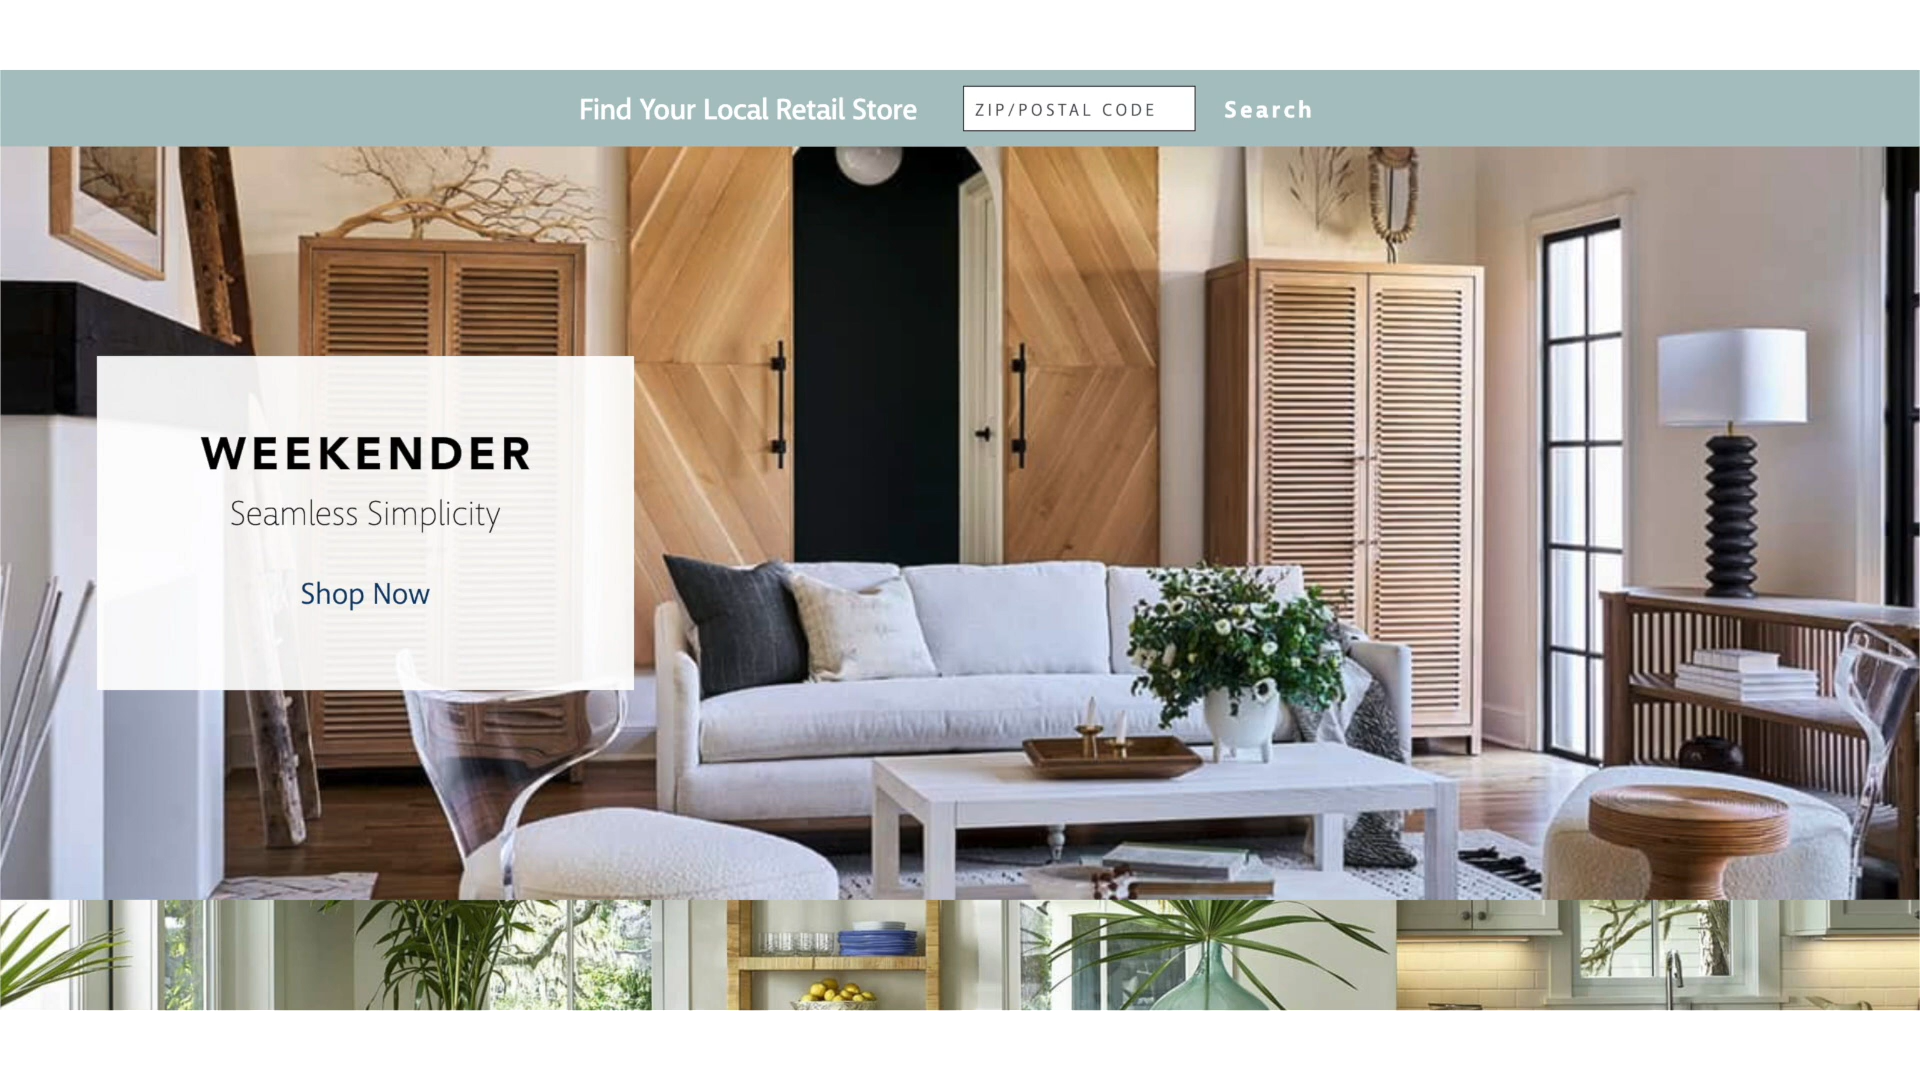 Find Your Local Retail Store
ZIP/POSTAL CODE
Search
WEEKENDER
Seamless Simplicity
Shop Now